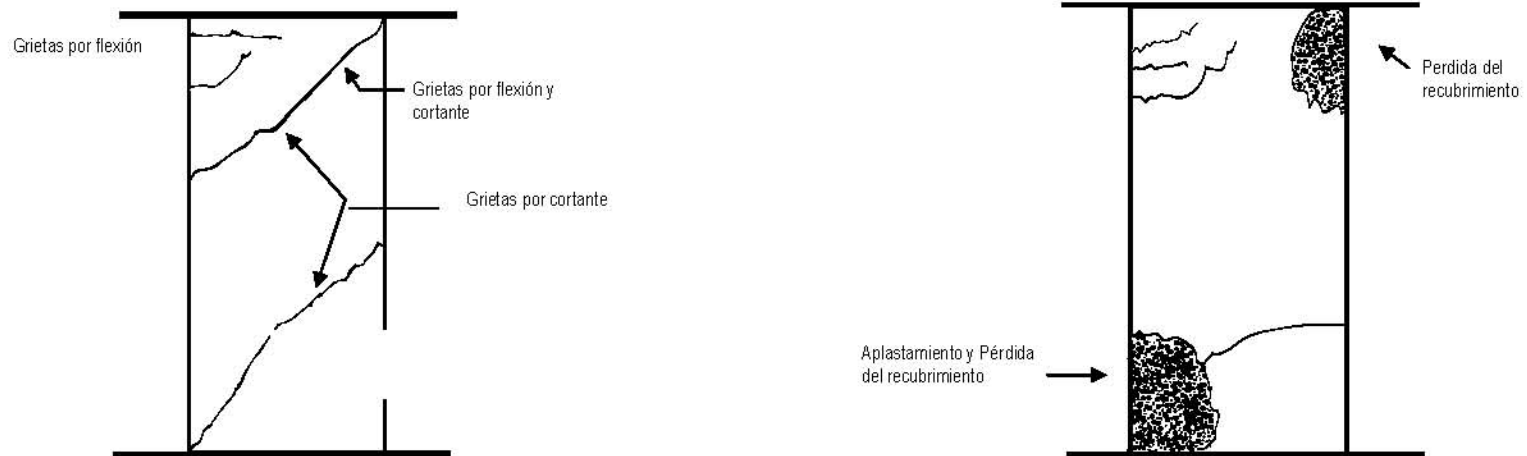 Grietas por flexión
Grietas por flexión y
cortante
Grietas por cortante
Perdida del
recubrimiento
Aplastamiento y Pérdida
del recubrimiento